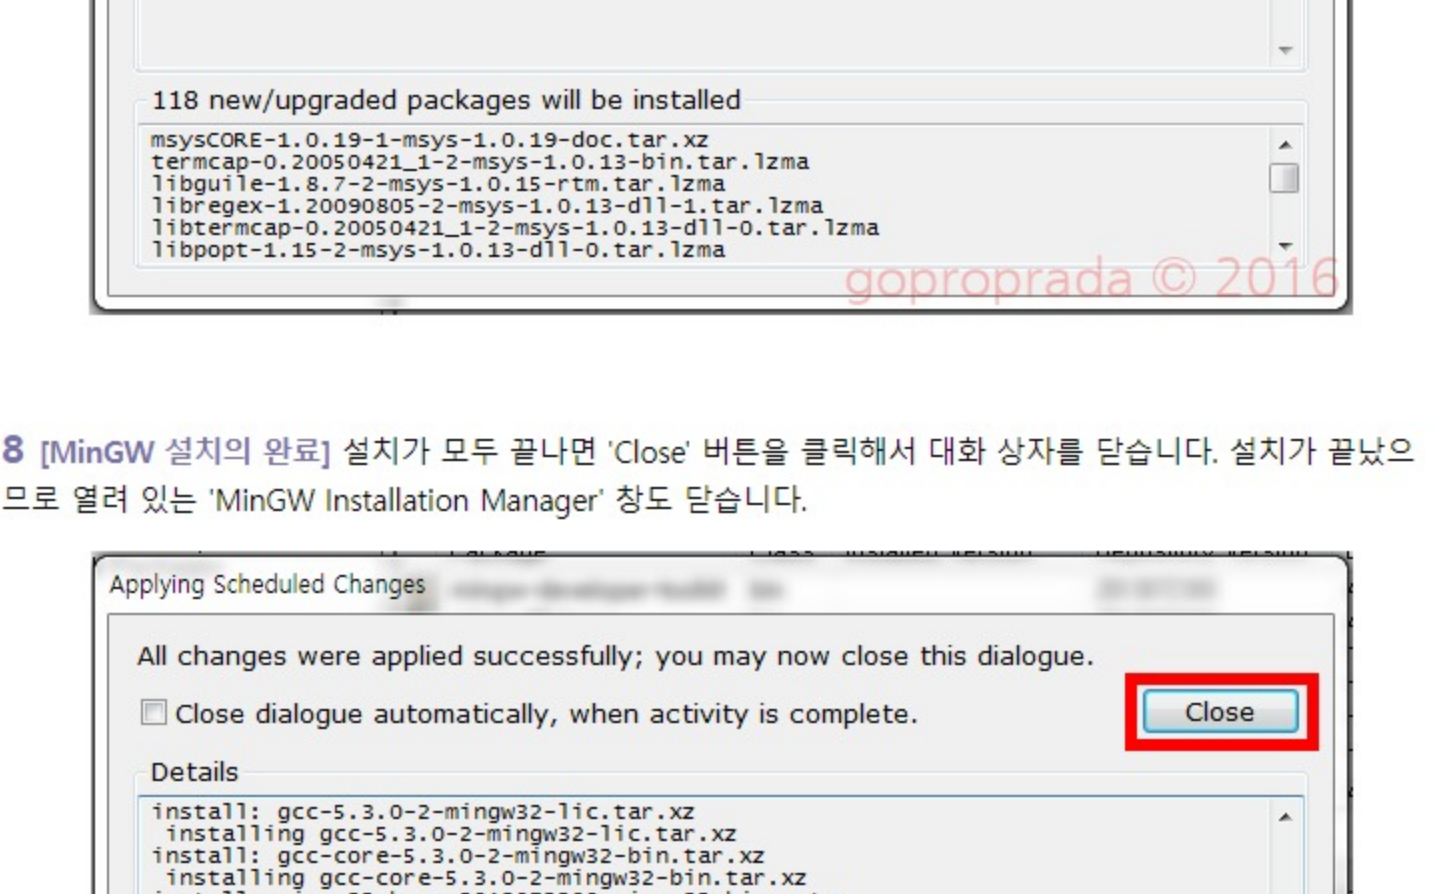 118 new/upgraded packages will be installed
msysCORE-1.0.19-1-msys-1.0.19-doc.tar.xz
termcap-0.20050421_1-2-msys-1.0.13-bin.tar.lzma
libguile-1.8.7-2-msys-1.0.15-rtm.tar.lzma
libregex-1.20090805-2-msys-1.0.13-dll-1.tar.lzma
libtermcap-0.20050421_1-2-msys-1.0.13-dll-0.tar.lzma
libpopt-1.15-2-msys-1.0.13-dll-0.tar.lzma
goproprada © 2016
8 [MinGW 설치의 완료] 설치가 모두 끝나면 'Close' 버튼을 클릭해서 대화 상자를 닫습니다. 설치가 끝났으
므로 열려 있는 'MinGW Installation Manager' 창도 닫습니다.
Applying Scheduled Changes
All changes were applied successfully; you may now close this dialogue.
Close dialogue automatically, when activity is complete.
Close
Details
install: gcc-5.3.0-2-mingw32-lic.tar.xz
installing gcc-5.3.0-2-mingw32-lic.tar.xz
install: gcc-core-5.3.0-2-mingw32-bin.tar.xz
installing gcc-core-5.3.0-2-mingw32-bin.tar.xz